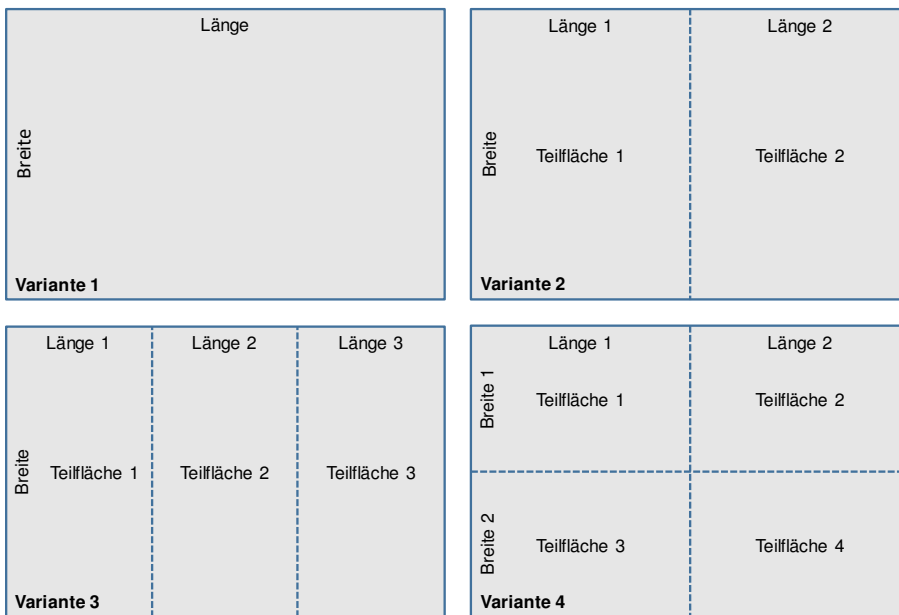 Länge
Breite
Variante 1
Länge 1 Länge 2
Breite
Teilfläche 1 Teilfläche 2
Variante 2
Länge 1 Länge 2 Länge 3
Breite
Teilfläche 1 Teilfläche 2 Teilfläche 3
Variante 3
Länge 1 Länge 2
Breite 1
Teilfläche 1 Teilfläche 2
Breite 2
Teilfläche 3 Teilfläche 4
Variante 4